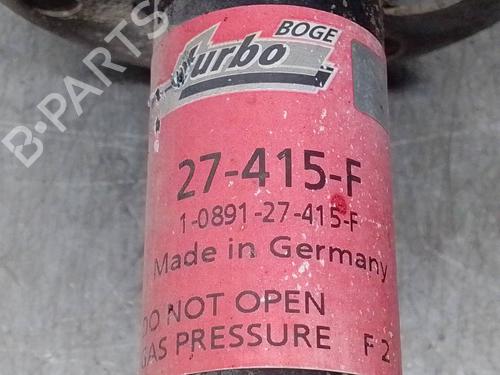 BOGE
turbo
27-415-F
1-0891-27-415-F
Made in Germany
DO NOT OPEN
GAS PRESSURE F 2
B-PARTS